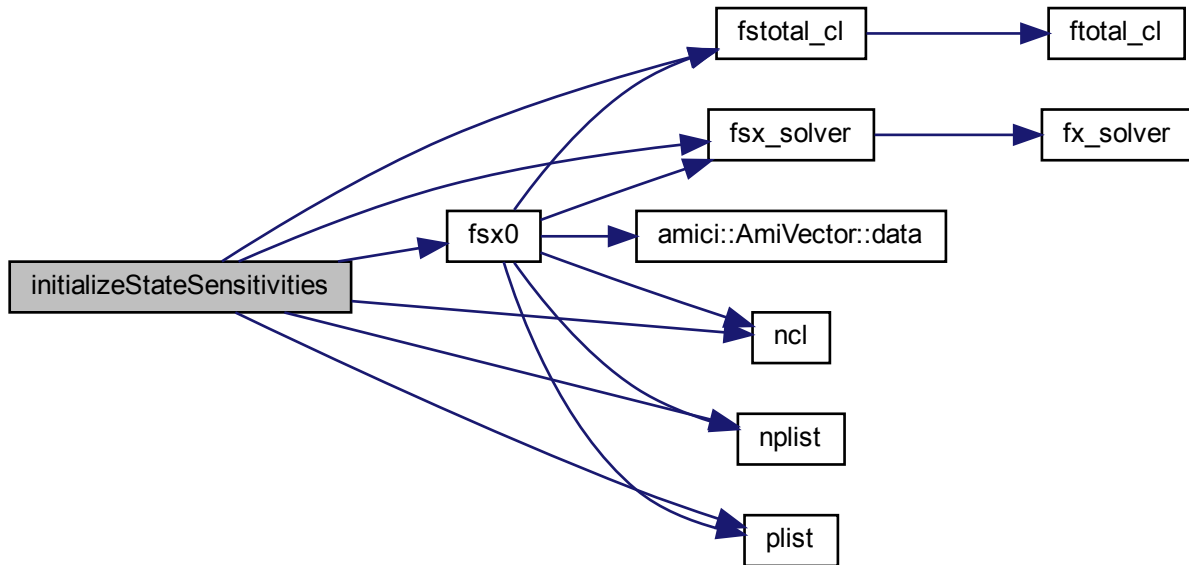 fstotal_cl
ftotal_cl
fsx_solver
fx_solver
fsx0
amici::AmiVector::data
initializeStateSensitivities
ncl
nplist
plist